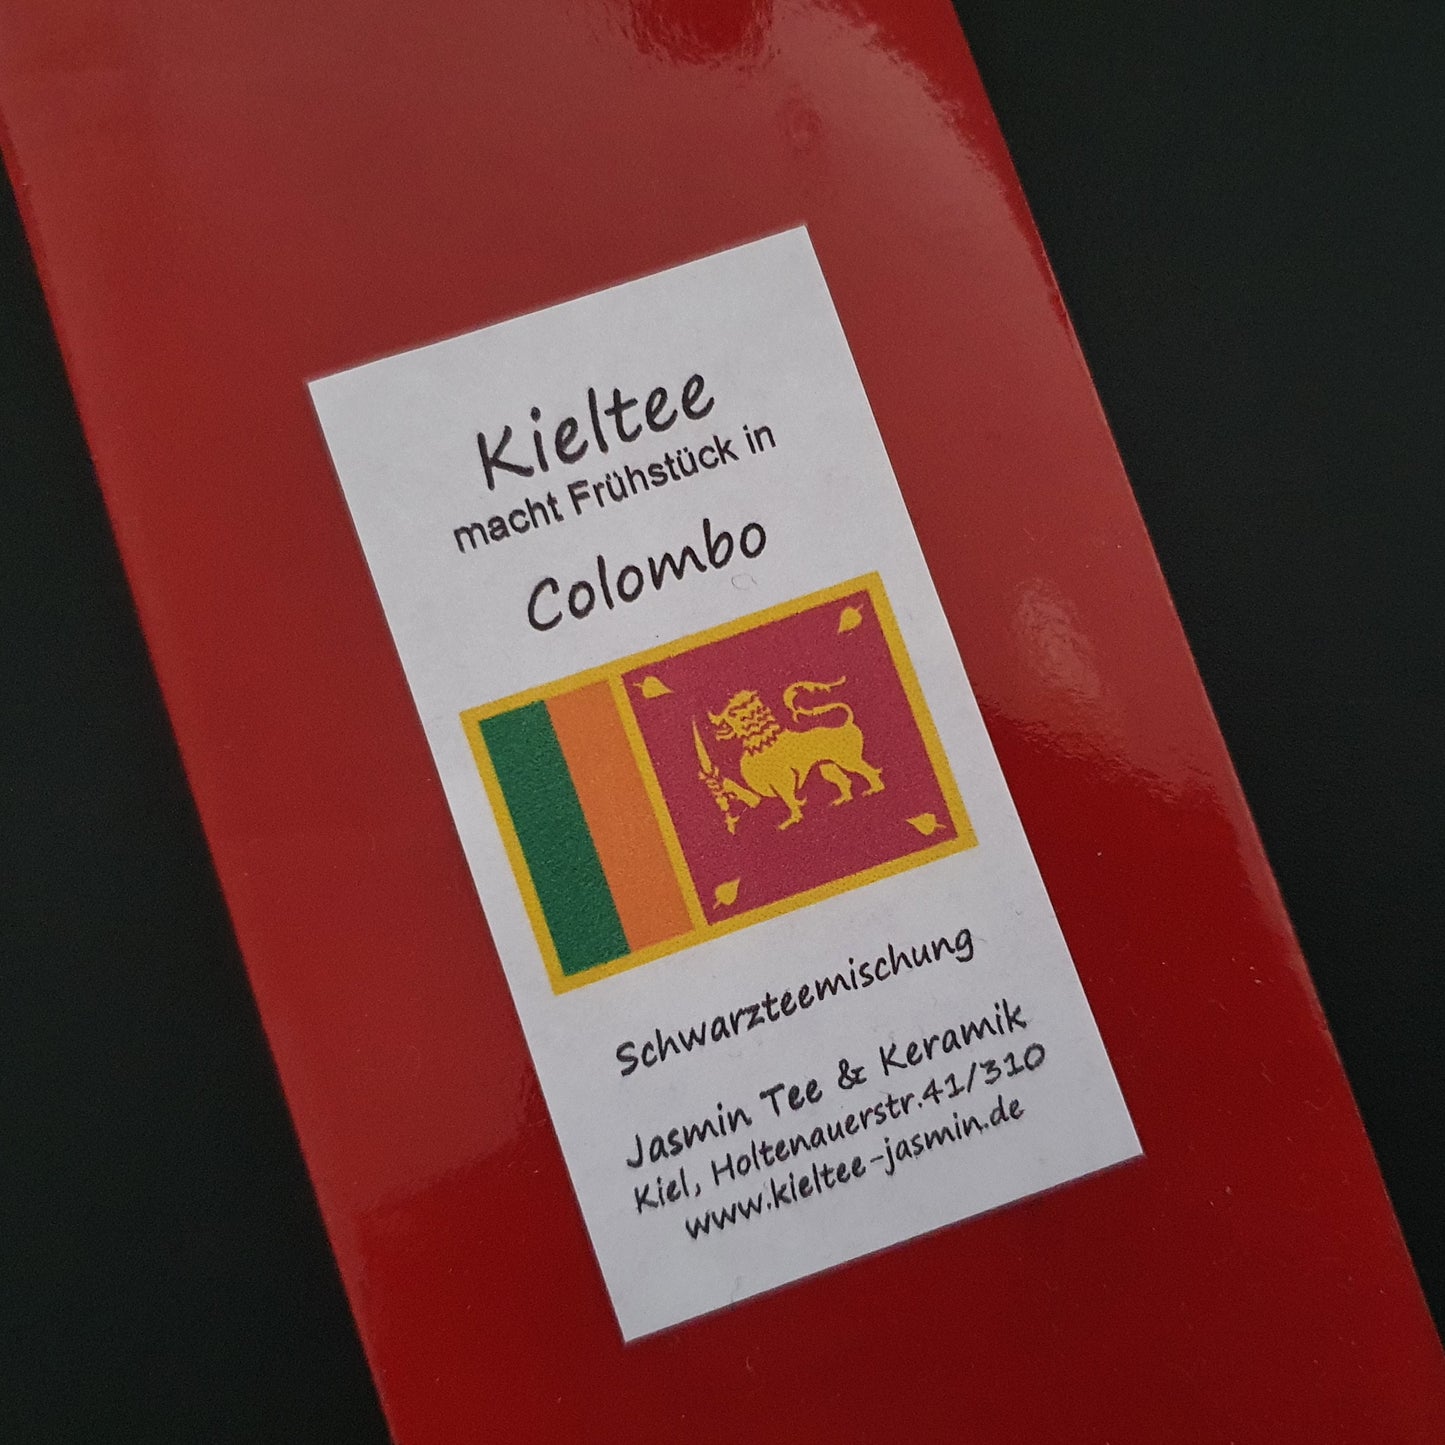 Kieltee
macht Frühstück in
Colombo
Schwarzteemischung
Jasmin Tee & Keramik
Kiel, Holtenauerstr.41/310
www.kieltee-jasmin.de